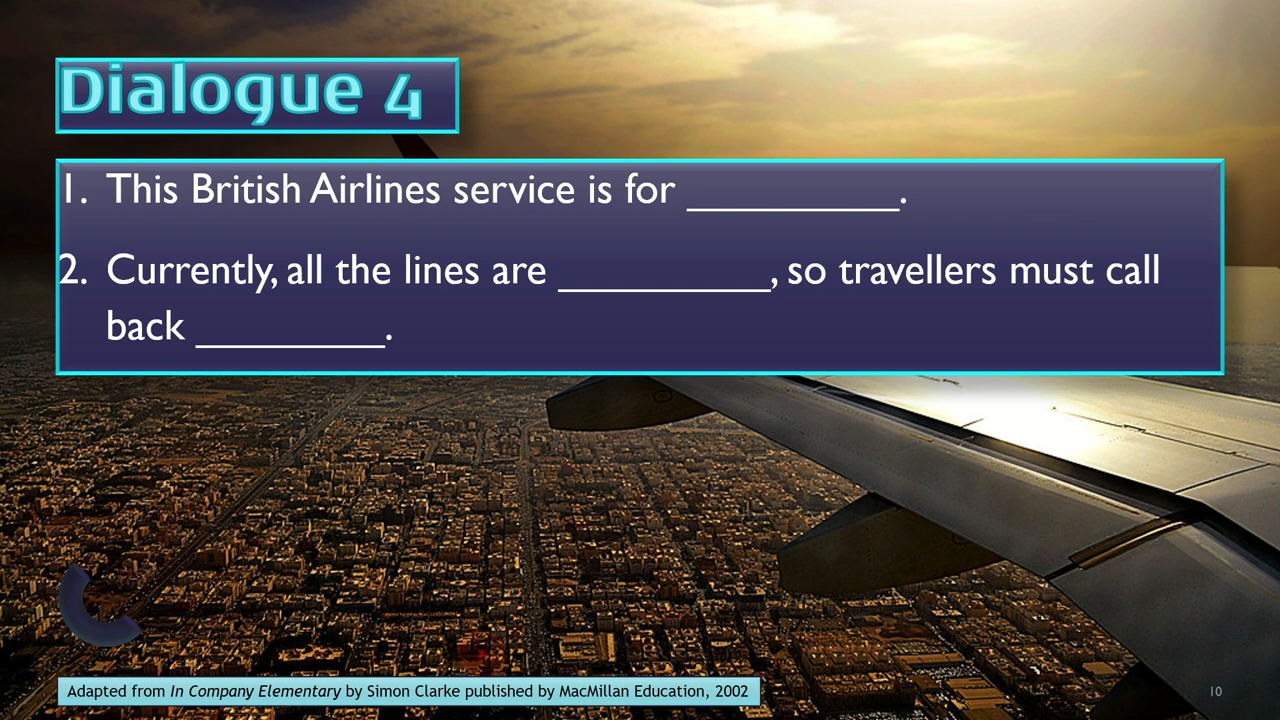 Dialogue 4
1. This British Airlines service is for __________.
2. Currently, all the lines are __________, so travellers must call
back _________.
Adapted from In Company Elementary by Simon Clarke published by MacMillan Education, 2002
10